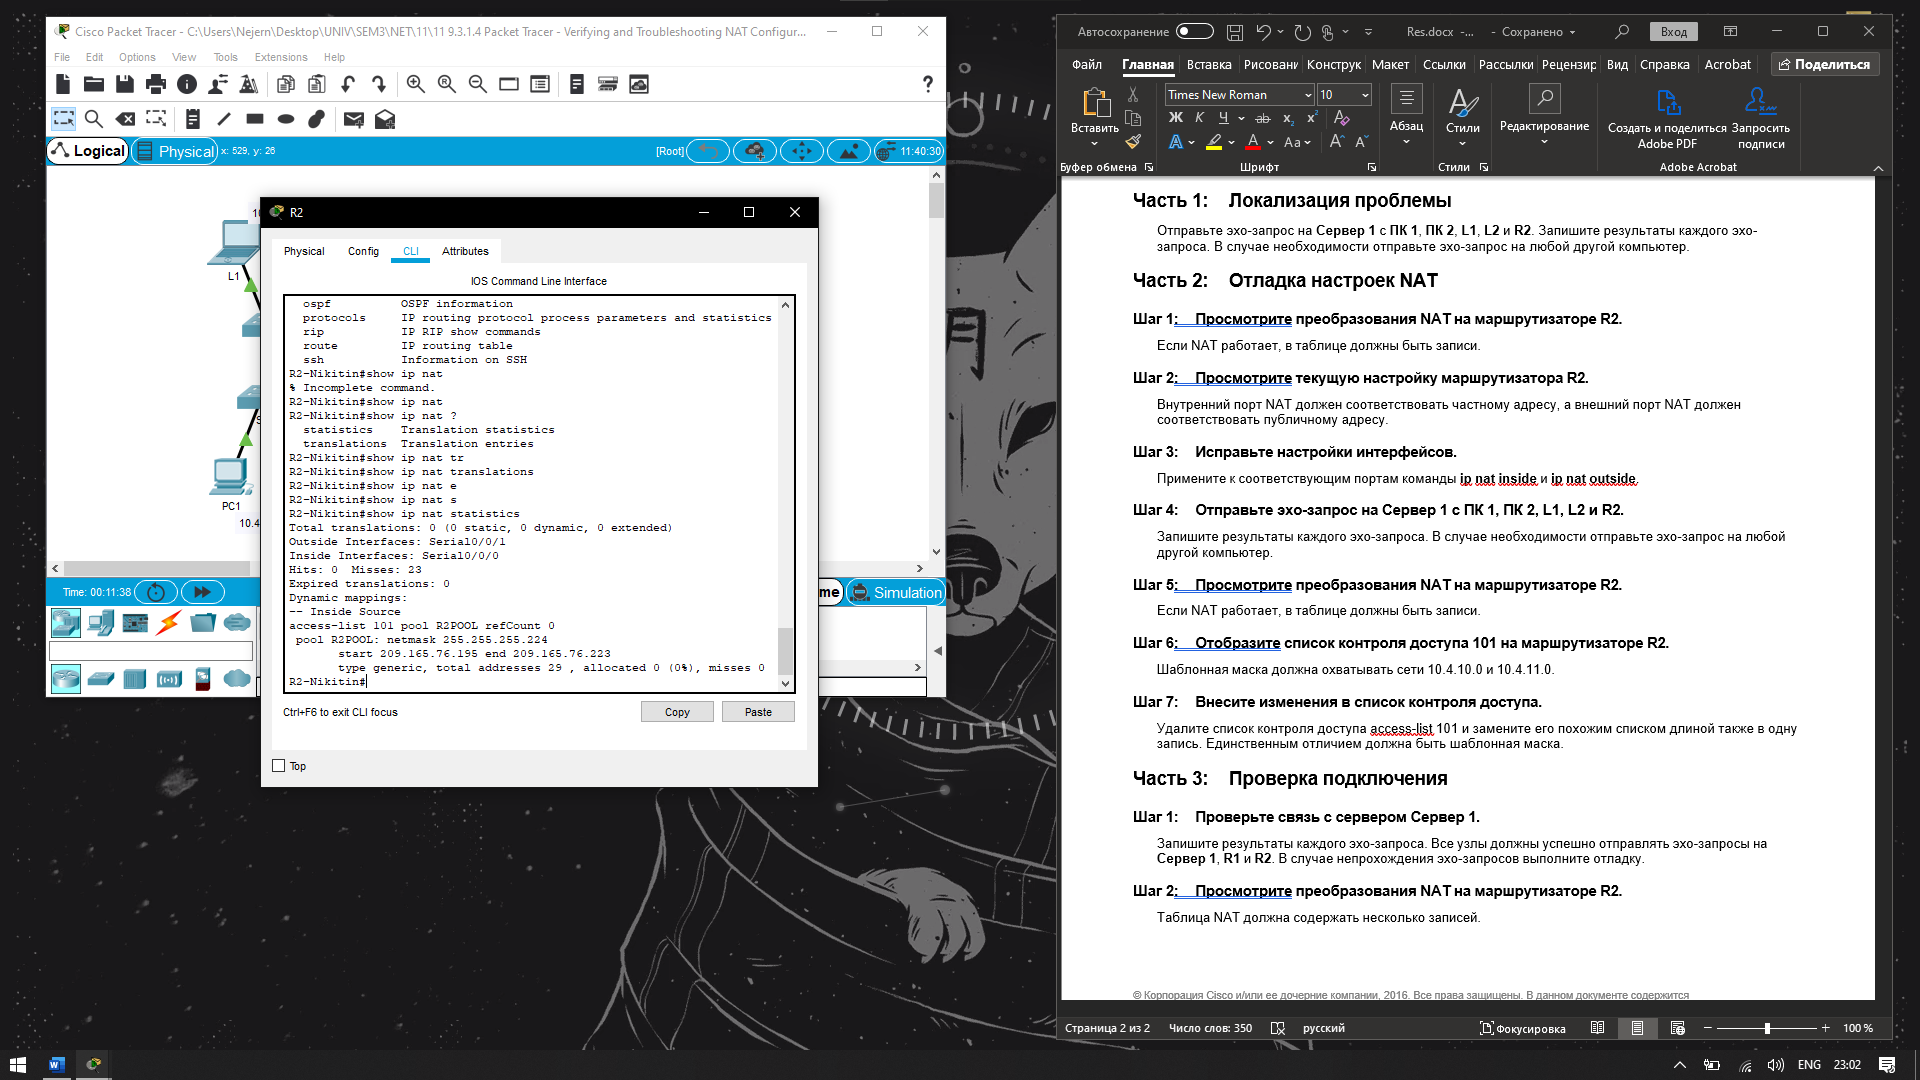 Cisco Packet Tracer - C:\Users\Nejern\Desktop\UNIV\SEM3\NET\11\11 9.3.1.4 Packet Tracer - Verifying and Troubleshooting NAT Configur...
File Edit Options View Tools Extensions Help
Logical
Physical
x: 529, y: 26
[Root]
11:40:30
L1
PC1
10.4
Time: 00:11:38
me
Simulation
R2
Physical Config CLI Attributes
IOS Command Line Interface
ospf OSPF information
protocols IP routing protocol process parameters and statistics
rip IP RIP show commands
route IP routing table
ssh Information on SSH
R2-Nikitin#show ip nat
% Incomplete command.
R2-Nikitin#show ip nat
R2-Nikitin#show ip nat ?
statistics Translation statistics
translations Translation entries
R2-Nikitin#show ip nat tr
R2-Nikitin#show ip nat translations
R2-Nikitin#show ip nat e
R2-Nikitin#show ip nat s
R2-Nikitin#show ip nat statistics
Total translations: 0 (0 static, 0 dynamic, 0 extended)
Outside Interfaces: Serial0/0/1
Inside Interfaces: Serial0/0/0
Hits: 0 Misses: 23
Expired translations: 0
Dynamic mappings:
-- Inside Source
access-list 101 pool R2POOL refCount 0
pool R2POOL: netmask 255.255.255.224
start 209.165.76.195 end 209.165.76.223
type generic, total addresses 29 , allocated 0 (0%), misses 0
R2-Nikitin#
Ctrl+F6 to exit CLI focus
Copy
Paste
Top
Автосохранение
Res.docx -... - Сохранено
Вход
Файл Главная Вставка Рисовани Конструк Макет Ссылки Рассылки Рецензир Вид Справка Acrobat
Поделиться
Вставить
Times New Roman 10
Ж К Ч ab x₂ x²
Абзац
Стили
Редактирование
Создать и поделиться Adobe PDF
Запросить подписи
Буфер обмена
Шрифт
Стили
Adobe Acrobat
Часть 1: Локализация проблемы
Отправьте эхо-запрос на Сервер 1 с ПК 1, ПК 2, L1, L2 и R2. Запишите результаты каждого эхо-
запроса. В случае необходимости отправьте эхо-запрос на любой другой компьютер.
Часть 2: Отладка настроек NAT
Шаг 1: Просмотрите преобразования NAT на маршрутизаторе R2.
Если NAT работает, в таблице должны быть записи.
Шаг 2: Просмотрите текущую настройку маршрутизатора R2.
Внутренний порт NAT должен соответствовать частному адресу, а внешний порт NAT должен
соответствовать публичному адресу.
Шаг 3: Исправьте настройки интерфейсов.
Примените к соответствующим портам команды ip nat inside и ip nat outside.
Шаг 4: Отправьте эхо-запрос на Сервер 1 с ПК 1, ПК 2, L1, L2 и R2.
Запишите результаты каждого эхо-запроса. В случае необходимости отправьте эхо-запрос на любой
другой компьютер.
Шаг 5: Просмотрите преобразования NAT на маршрутизаторе R2.
Если NAT работает, в таблице должны быть записи.
Шаг 6: Отобразите список контроля доступа 101 на маршрутизаторе R2.
Шаблонная маска должна охватывать сети 10.4.10.0 и 10.4.11.0.
Шаг 7: Внесите изменения в список контроля доступа.
Удалите список контроля доступа access-list 101 и замените его похожим списком длиной также в одну
запись. Единственным отличием должна быть шаблонная маска.
Часть 3: Проверка подключения
Шаг 1: Проверьте связь с сервером Сервер 1.
Запишите результаты каждого эхо-запроса. Все узлы должны успешно отправлять эхо-запросы на
Сервер 1, R1 и R2. В случае непрохождения эхо-запросов выполните отладку.
Шаг 2: Просмотрите преобразования NAT на маршрутизаторе R2.
Таблица NAT должна содержать несколько записей.
© Корпорация Cisco и/или ее дочерние компании, 2016. Все права защищены. В данном документе содержится
Страница 2 из 2 Число слов: 350 русский
Фокусировка
100 %
ENG 23:02